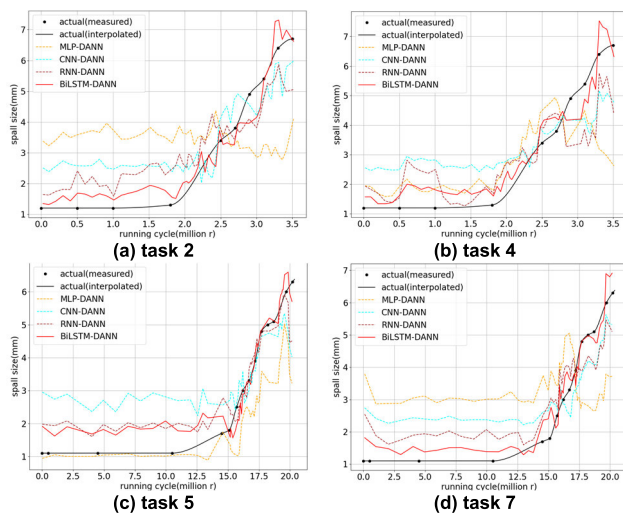 actual(measured)
actual(interpolated)
MLP-DANN
CNN-DANN
RNN-DANN
BiLSTM-DANN
spall size(mm)
7
6
5
4
3
2
1
0.0 0.5 1.0 1.5 2.0 2.5 3.0 3.5
running cycle(million r)
(a) task 2
actual(measured)
actual(interpolated)
MLP-DANN
CNN-DANN
RNN-DANN
BiLSTM-DANN
spall size(mm)
7
6
5
4
3
2
1
0.0 0.5 1.0 1.5 2.0 2.5 3.0 3.5
running cycle(million r)
(b) task 4
actual(measured)
actual(interpolated)
MLP-DANN
CNN-DANN
RNN-DANN
BiLSTM-DANN
spall size(mm)
6
5
4
3
2
1
0.0 2.5 5.0 7.5 10.0 12.5 15.0 17.5 20.0
running cycle(million r)
(c) task 5
actual(measured)
actual(interpolated)
MLP-DANN
CNN-DANN
RNN-DANN
BiLSTM-DANN
spall size(mm)
7
6
5
4
3
2
1
0.0 2.5 5.0 7.5 10.0 12.5 15.0 17.5 20.0
running cycle(million r)
(d) task 7